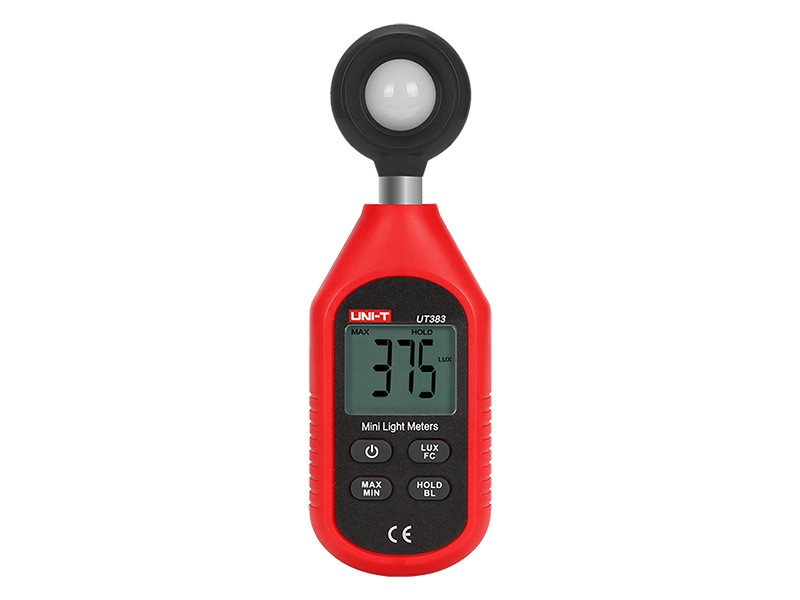 UNI-T
UT383
MAX HOLD
375 LUX
Mini Light Meters
LUX
FC
MAX
MIN
HOLD
BL
CE